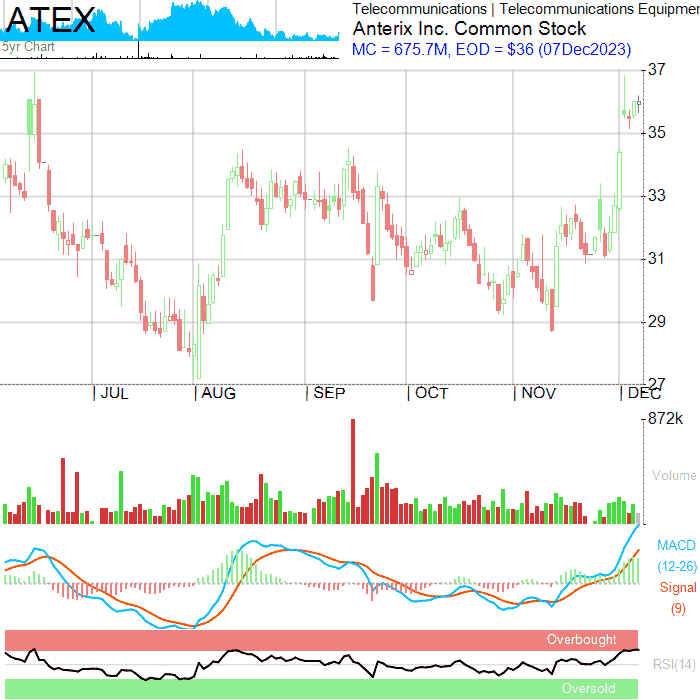 ATEX
5yr Chart
Telecommunications | Telecommunications Equipmen
Anterix Inc. Common Stock
MC = 675.7M, EOD = $36 (07Dec2023)
37
35
33
31
29
27
JUL
AUG
SEP
OCT
NOV
DEC
872k
Volume
MACD
(12-26)
Signal
(9)
Overbought
RSI(14)
Oversold